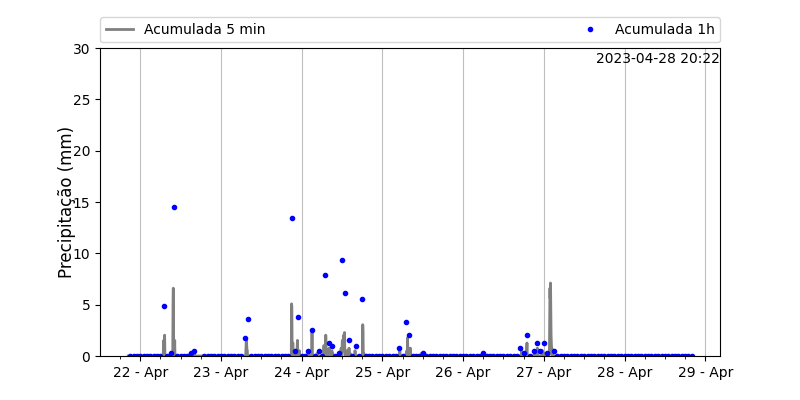 Acumulada 5 min
Acumulada 1h
2023-04-28 20:22
Precipitação (mm)
30
25
20
15
10
5
0
22 - Apr 23 - Apr 24 - Apr 25 - Apr 26 - Apr 27 - Apr 28 - Apr 29 - Apr